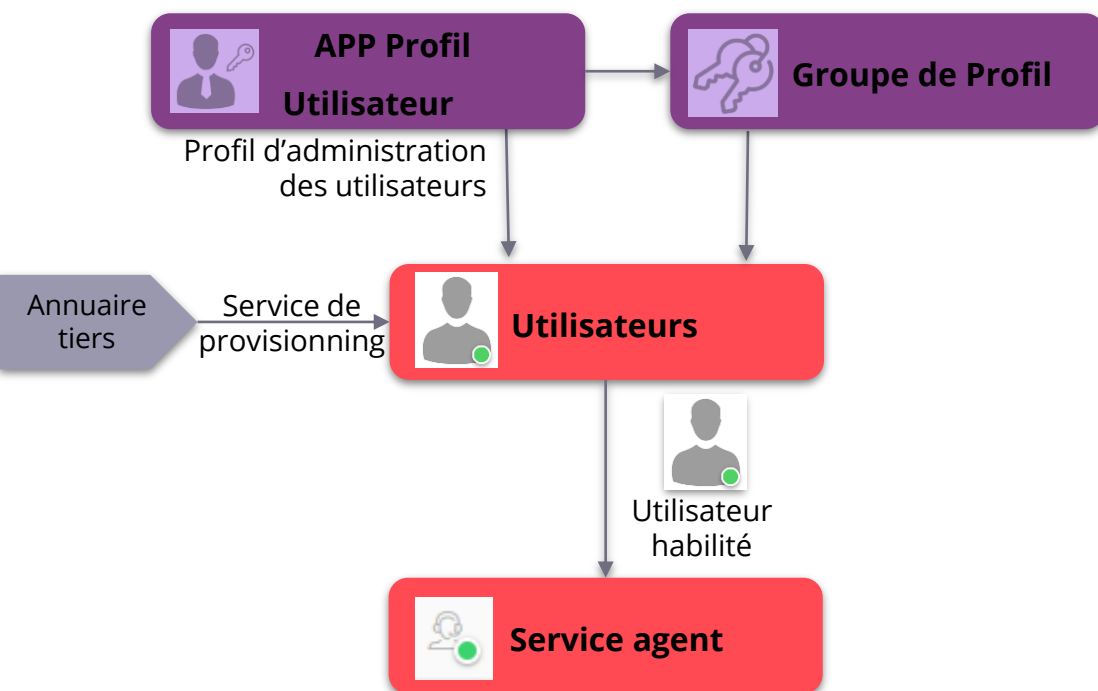 APP Profil
Utilisateur
Groupe de Profil
Profil d’administration
des utilisateurs
Annuaire
tiers
Service de
provisionning
Utilisateurs
Utilisateur
habilité
Service agent